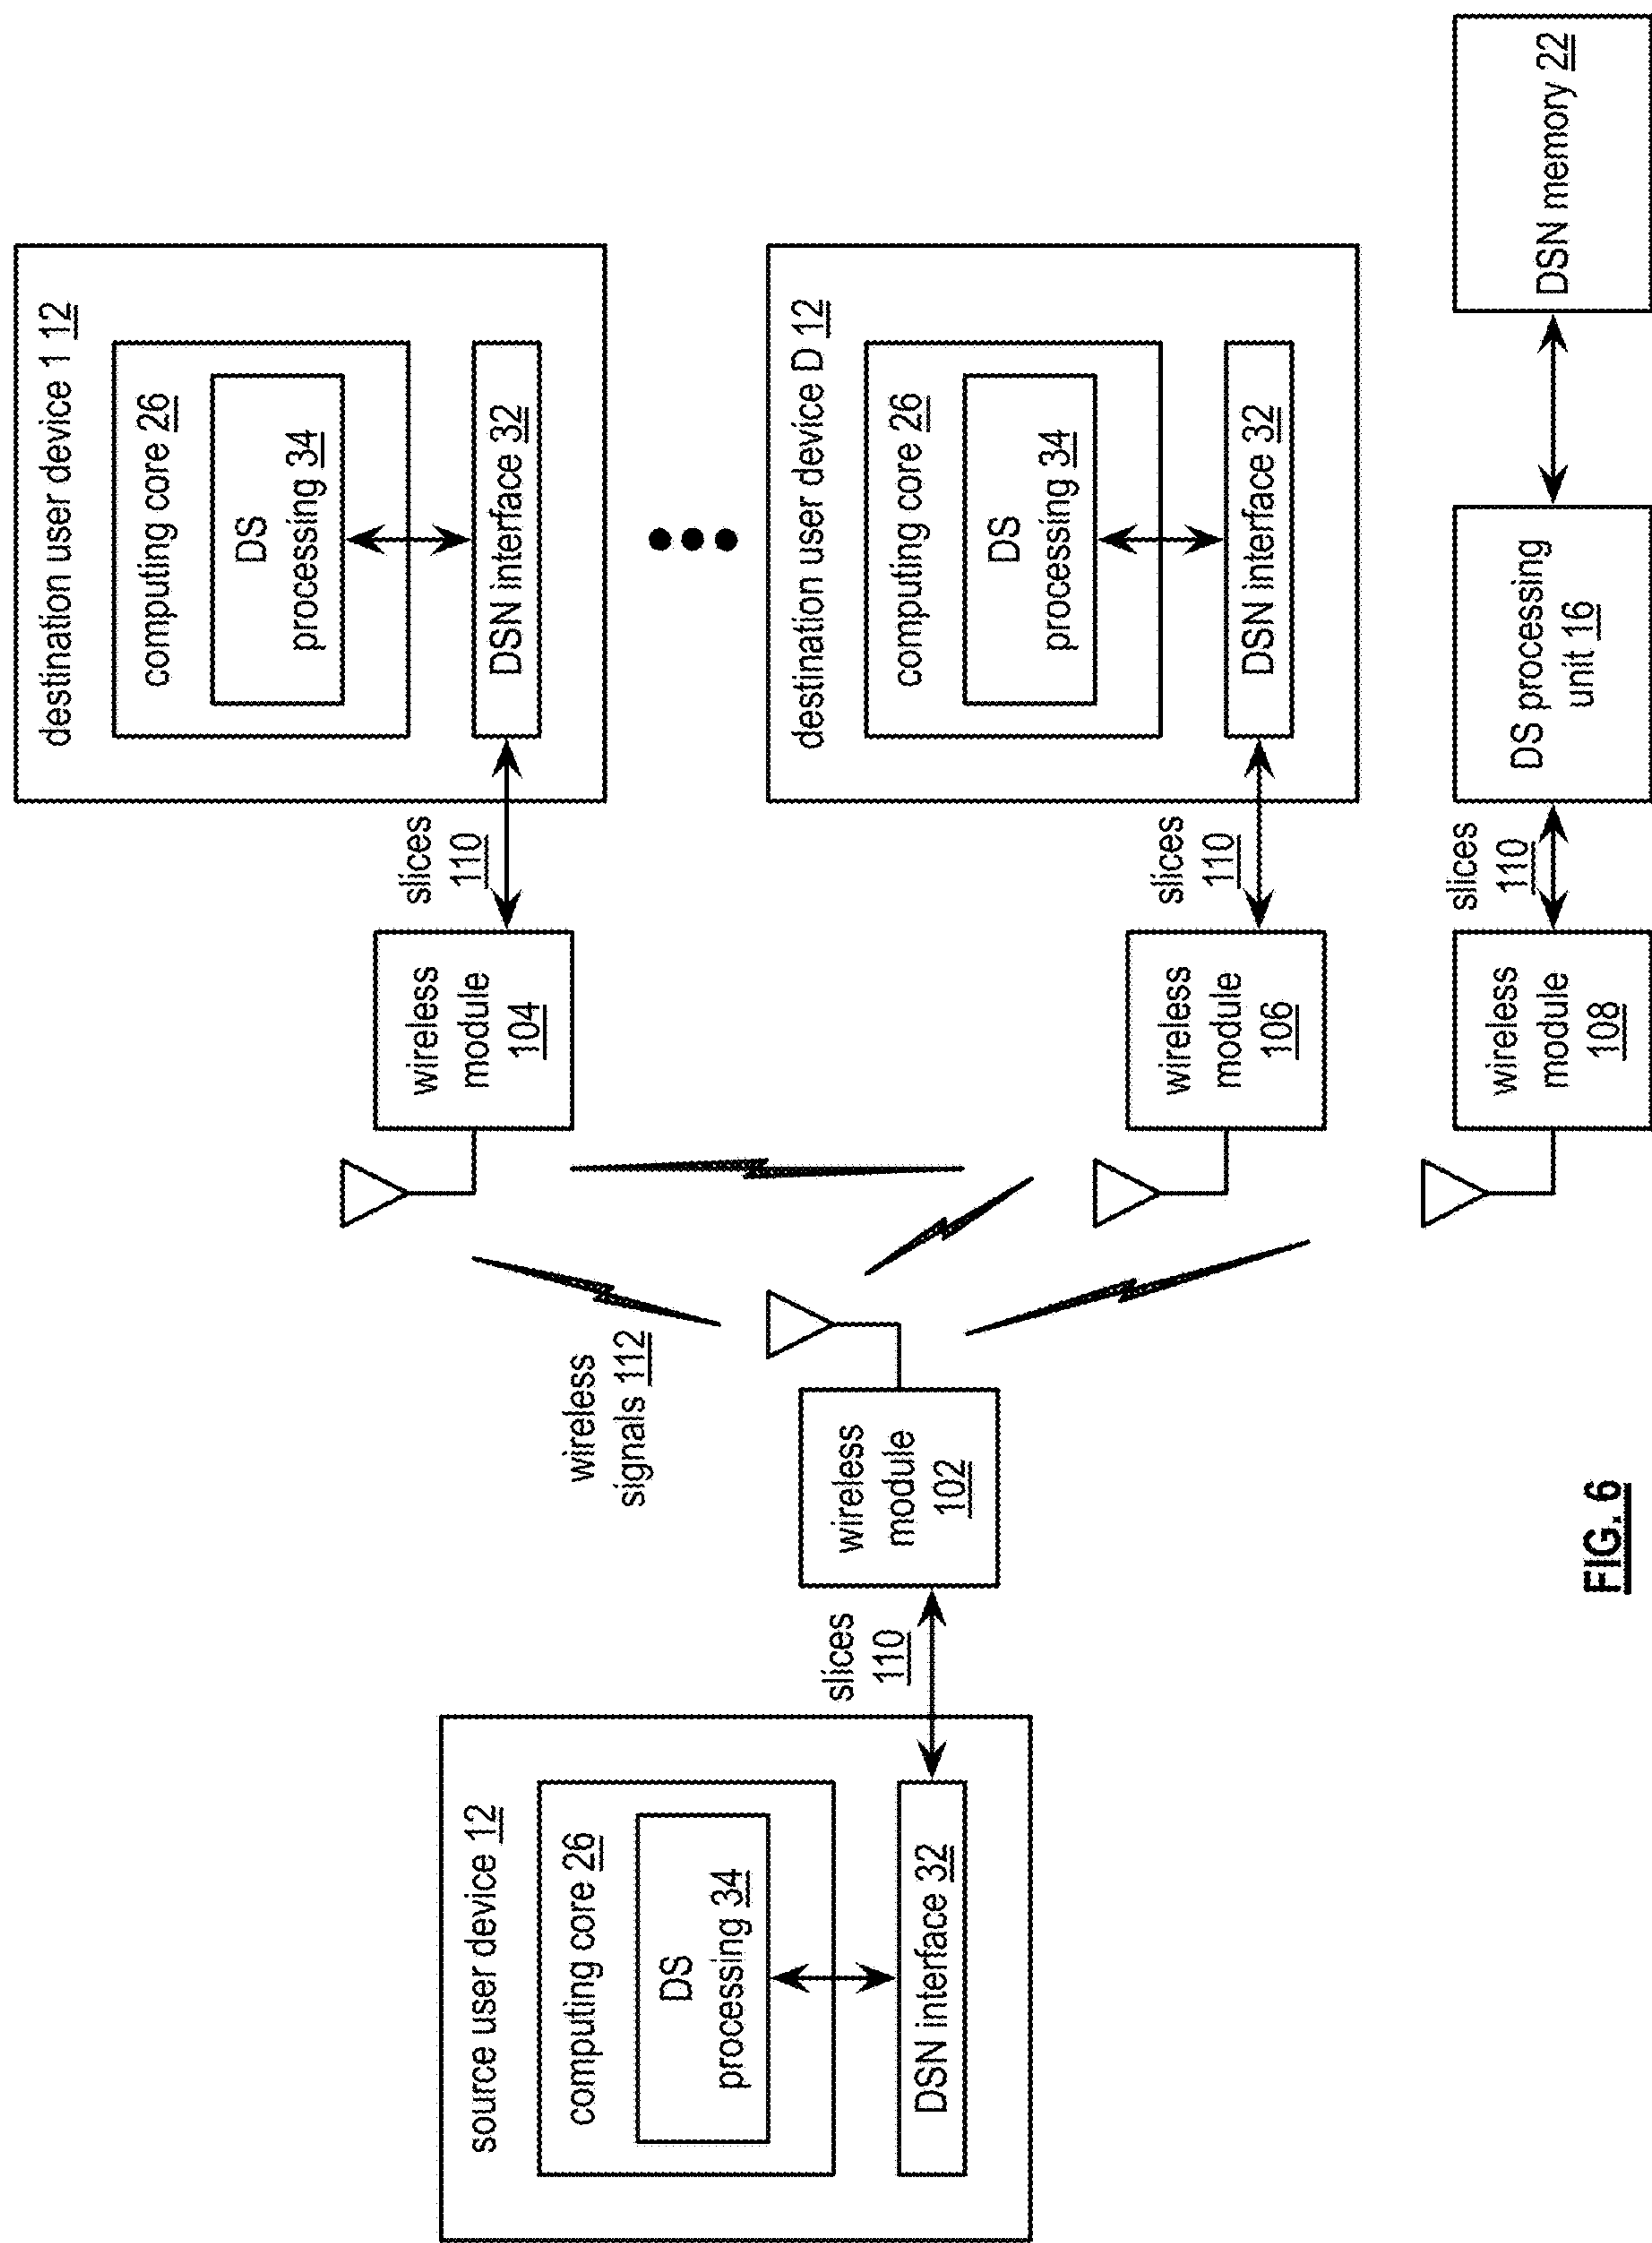 destination user device 1 12
computing core 26
DS
processing 34
DSN interface 32
slices
110
wireless
module
104
wireless
signals 112
source user device 12
computing core 26
DS
processing 34
DSN interface 32
slices
110
wireless
module
102
destination user device D 12
computing core 26
DS
processing 34
DSN interface 32
slices
110
wireless
module
106
wireless
module
108
slices
110
DS processing
unit 16
DSN memory 22
FIG. 6